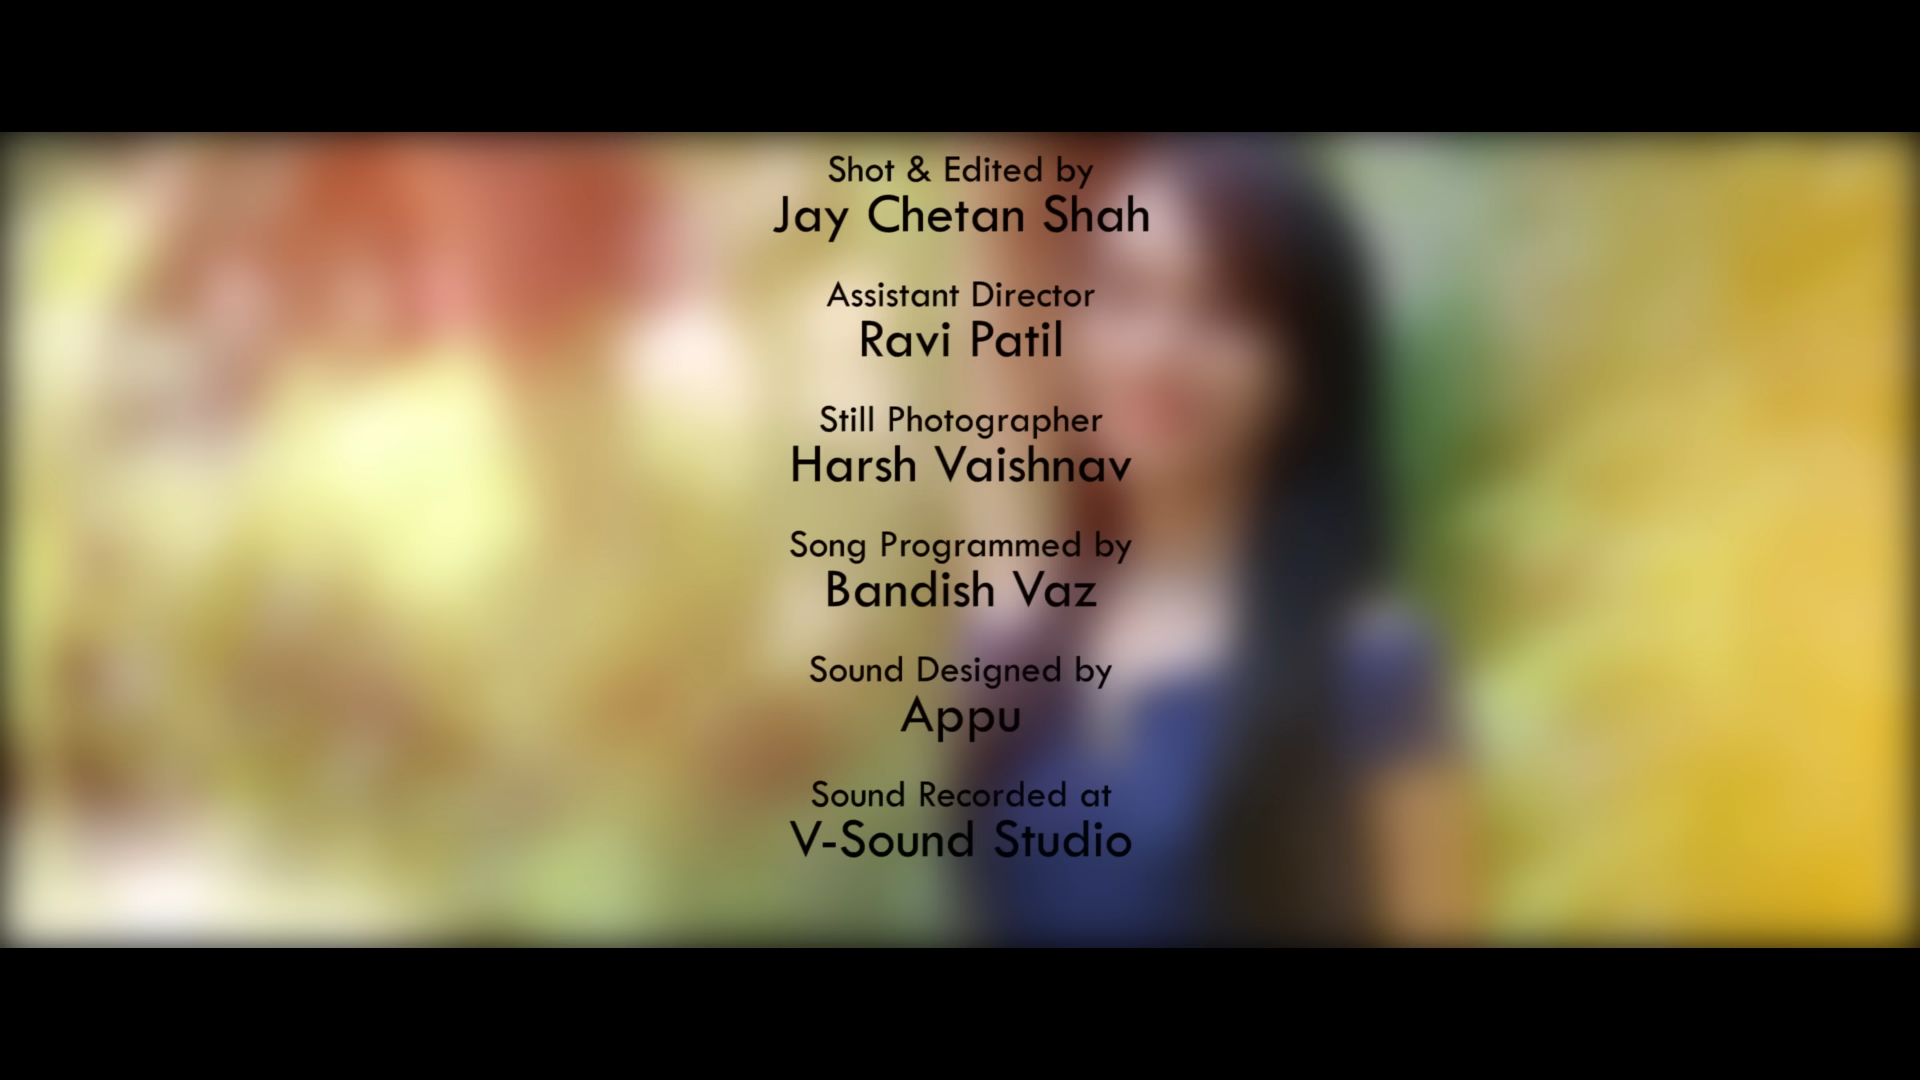 Shot & Edited by
Jay Chetan Shah
Assistant Director
Ravi Patil
Still Photographer
Harsh Vaishnav
Song Programmed by
Bandish Vaz
Sound Designed by
Appu
Sound Recorded at
V-Sound Studio